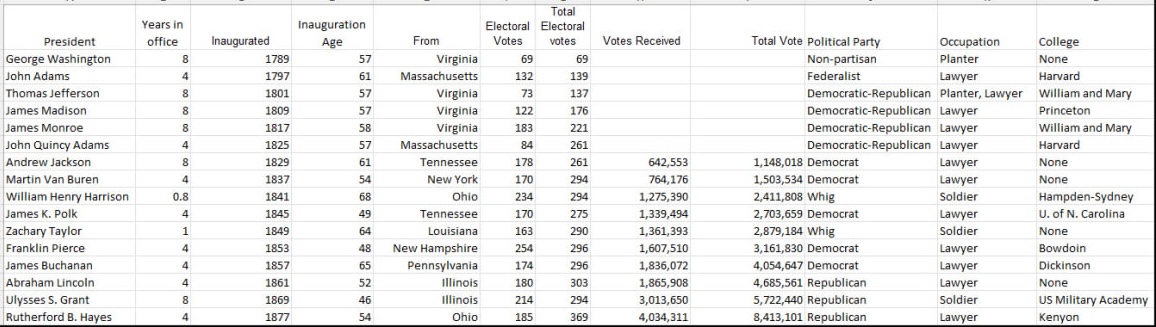 President Years in office Inaugurated Inauguration Age From Electoral Votes Total Electoral votes Votes Received Total Vote Political Party Occupation College
George Washington 8 1789 57 Virginia 69 69 Non-partisan Planter None
John Adams 4 1797 61 Massachusetts 132 139 Federalist Lawyer Harvard
Thomas Jefferson 8 1801 57 Virginia 73 137 Democratic-Republican Planter, Lawyer William and Mary
James Madison 8 1809 57 Virginia 122 176 Democratic-Republican Lawyer Princeton
James Monroe 8 1817 58 Virginia 183 221 Democratic-Republican Lawyer William and Mary
John Quincy Adams 4 1825 57 Massachusetts 84 261 Democratic-Republican Lawyer Harvard
Andrew Jackson 8 1829 61 Tennessee 178 261 642,553 1,148,018 Democrat Lawyer None
Martin Van Buren 4 1837 54 New York 170 294 764,176 1,503,534 Democrat Lawyer None
William Henry Harrison 0.8 1841 68 Ohio 234 294 1,275,390 2,411,808 Whig Soldier Hampden-Sydney
James K. Polk 4 1845 49 Tennessee 170 275 1,339,494 2,703,659 Democrat Lawyer U. of N. Carolina
Zachary Taylor 1 1849 64 Louisiana 163 290 1,361,393 2,879,184 Whig Soldier None
Franklin Pierce 4 1853 48 New Hampshire 254 296 1,607,510 3,161,830 Democrat Lawyer Bowdoin
James Buchanan 4 1857 65 Pennsylvania 174 296 1,836,072 4,054,647 Democrat Lawyer Dickinson
Abraham Lincoln 4 1861 52 Illinois 180 303 1,865,908 4,685,561 Republican Lawyer None
Ulysses S. Grant 8 1869 46 Illinois 214 294 3,013,650 5,722,440 Republican Soldier US Military Academy
Rutherford B. Hayes 4 1877 54 Ohio 185 369 4,034,311 8,413,101 Republican Lawyer Kenyon